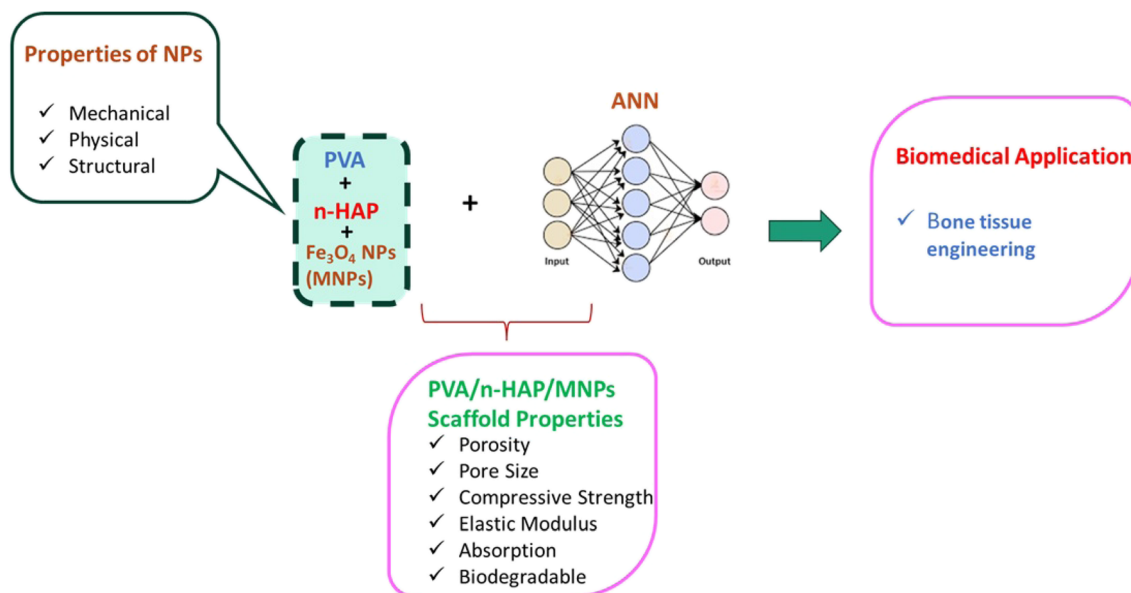 Properties of NPs
✓ Mechanical
✓ Physical
✓ Structural
PVA
+
n-HAP
+
Fe₃O₄ NPs
(MNPs)
+
ANN
Input
Output
Biomedical Application
✓ Bone tissue
engineering
PVA/n-HAP/MNPs
Scaffold Properties
✓ Porosity
✓ Pore Size
✓ Compressive Strength
✓ Elastic Modulus
✓ Absorption
✓ Biodegradable